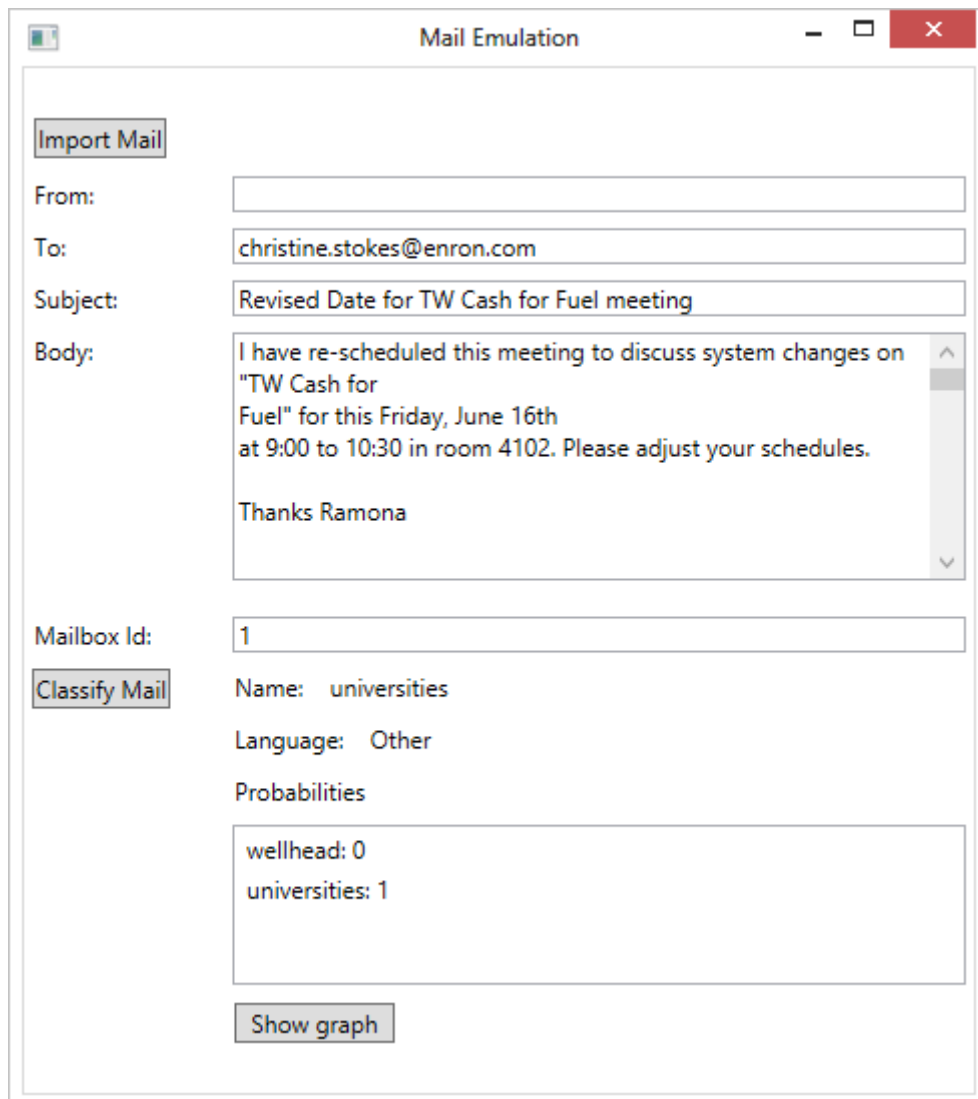 Mail Emulation
Import Mail
From:
To: christine.stokes@enron.com
Subject: Revised Date for TW Cash for Fuel meeting
Body: I have re-scheduled this meeting to discuss system changes on
"TW Cash for
Fuel" for this Friday, June 16th
at 9:00 to 10:30 in room 4102. Please adjust your schedules.
Thanks Ramona
Mailbox Id: 1
Classify Mail Name: universities
Language: Other
Probabilities
wellhead: 0
universities: 1
Show graph